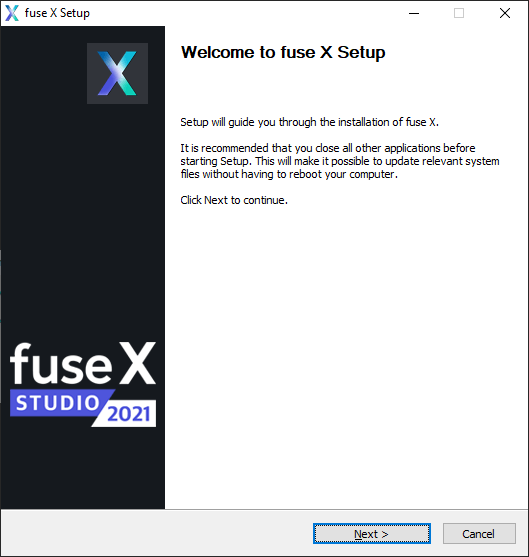 fuse X Setup
Welcome to fuse X Setup
Setup will guide you through the installation of fuse X.
It is recommended that you close all other applications before
starting Setup. This will make it possible to update relevant system
files without having to reboot your computer.
Click Next to continue.
fuse X
STUDIO 2021
Next >
Cancel